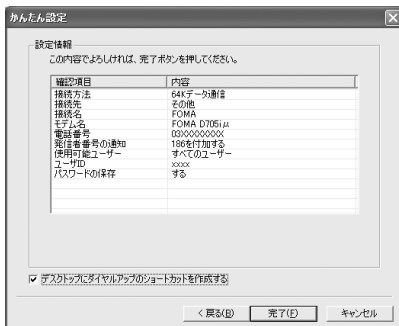 かんたん設定
設定情報
この内容でよろしければ、完了ボタンを押してください。
確認項目 内容
接続方法 64Kデータ通信
接続先 その他
接続名 FOMA
モデム名 FOMA D705iμ
電話番号 03XXXXXXXX
発信者番号の通知 186を付加する
使用可能ユーザー すべてのユーザー
ユーザID xxxx
パスワードの保存 する
デスクトップにダイヤルアップのショートカットを作成する
< 戻る(B) 完了(F) キャンセル